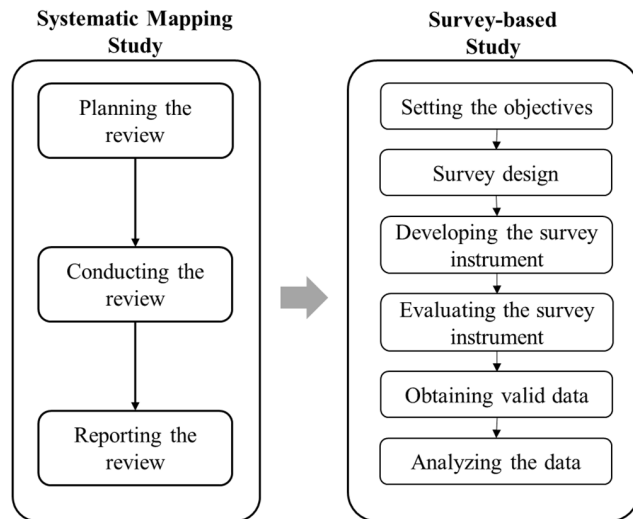 Systematic Mapping
Study
Planning the
review
Conducting the
review
Reporting the
review
Survey-based
Study
Setting the objectives
Survey design
Developing the survey
instrument
Evaluating the survey
instrument
Obtaining valid data
Analyzing the data